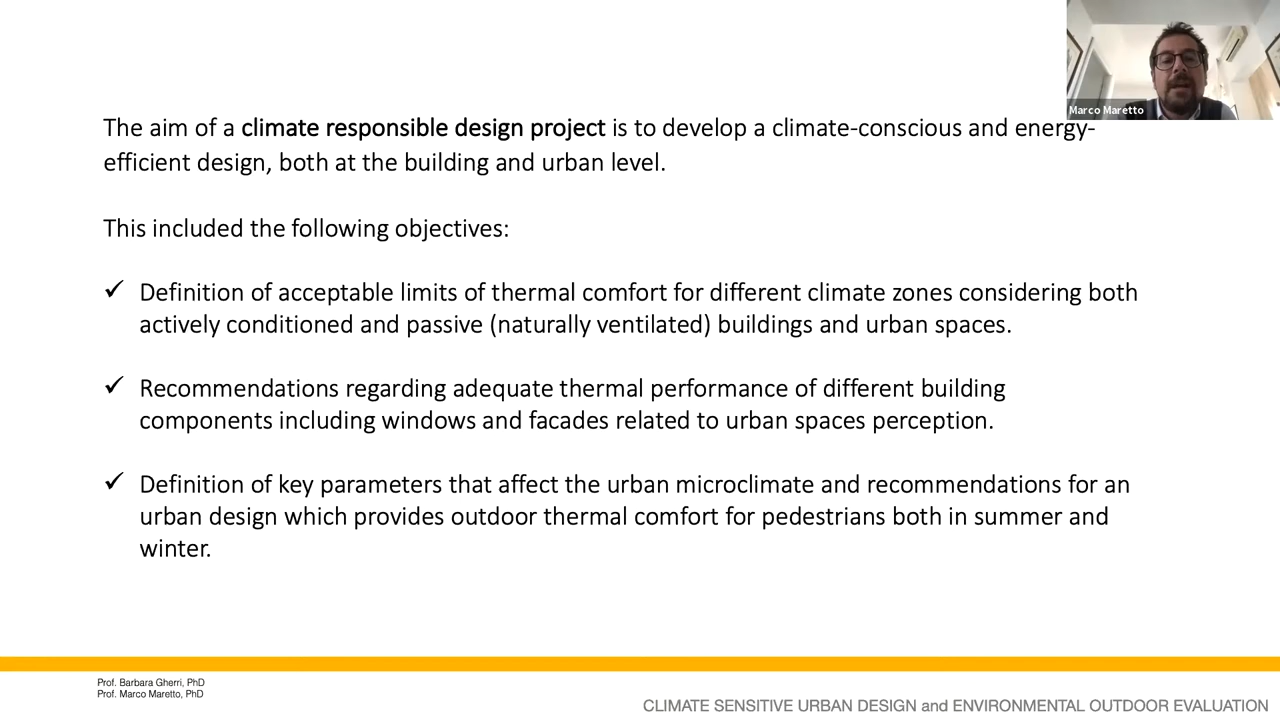 Marco Maretto
The aim of a climate responsible design project is to develop a climate-conscious and energy-
efficient design, both at the building and urban level.
This included the following objectives:
✓ Definition of acceptable limits of thermal comfort for different climate zones considering both
actively conditioned and passive (naturally ventilated) buildings and urban spaces.
✓ Recommendations regarding adequate thermal performance of different building
components including windows and facades related to urban spaces perception.
✓ Definition of key parameters that affect the urban microclimate and recommendations for an
urban design which provides outdoor thermal comfort for pedestrians both in summer and
winter.
Prof. Barbara Gherri, PhD
Prof. Marco Maretto, PhD
CLIMATE SENSITIVE URBAN DESIGN and ENVIRONMENTAL OUTDOOR EVALUATION